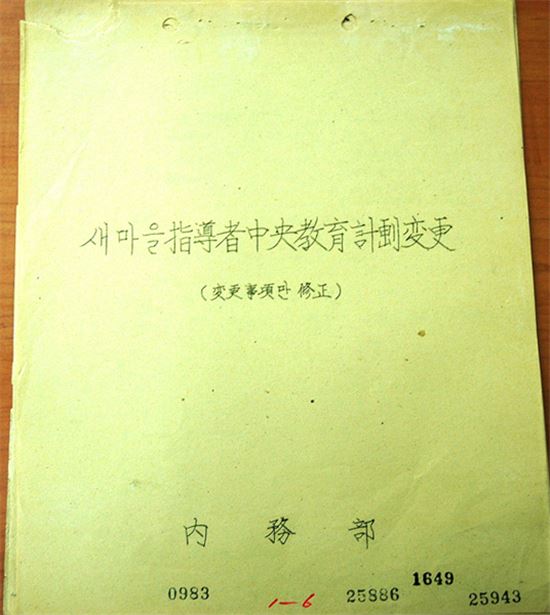 새마을指導者中央教育計劃変更
(変更事項만 修正)
内務部
1649
0983 1-6 25886 25943